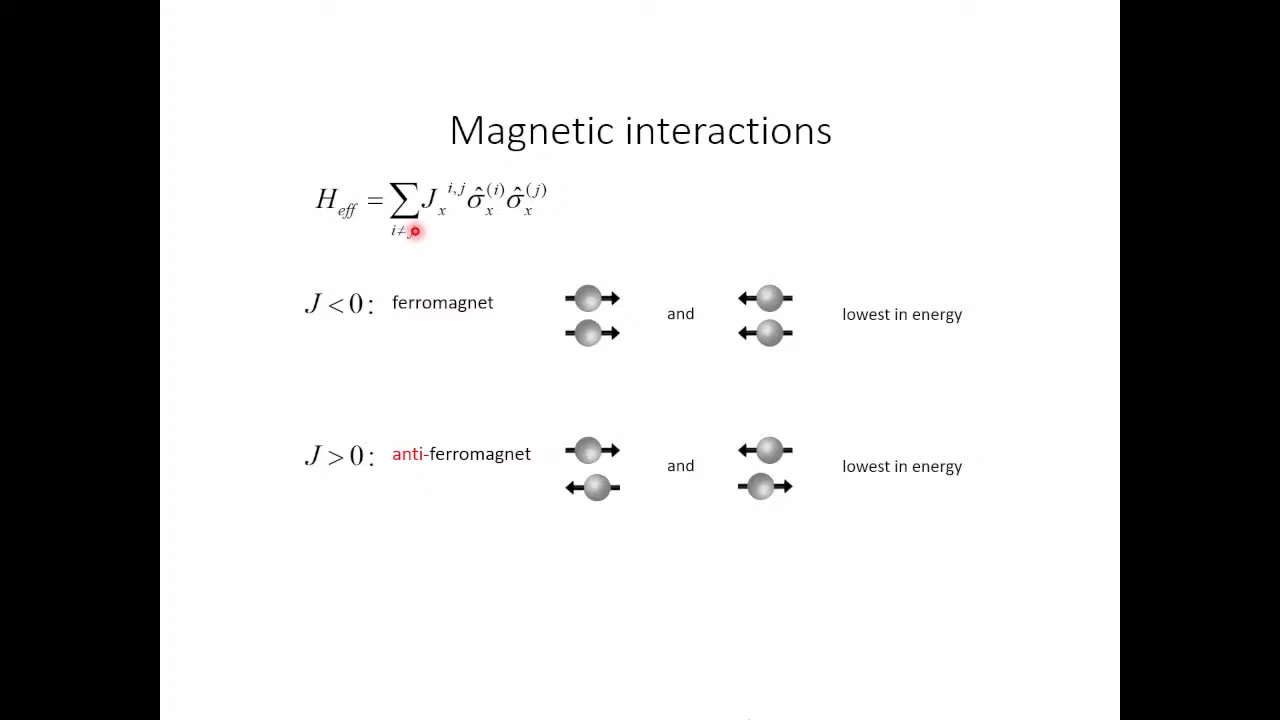 Magnetic interactions
H_eff = ∑ J_x^{i,j} σ̂_x^{(i)} σ̂_x^{(j)}
i≠
J < 0 : ferromagnet and lowest in energy
J > 0 : anti-ferromagnet and lowest in energy